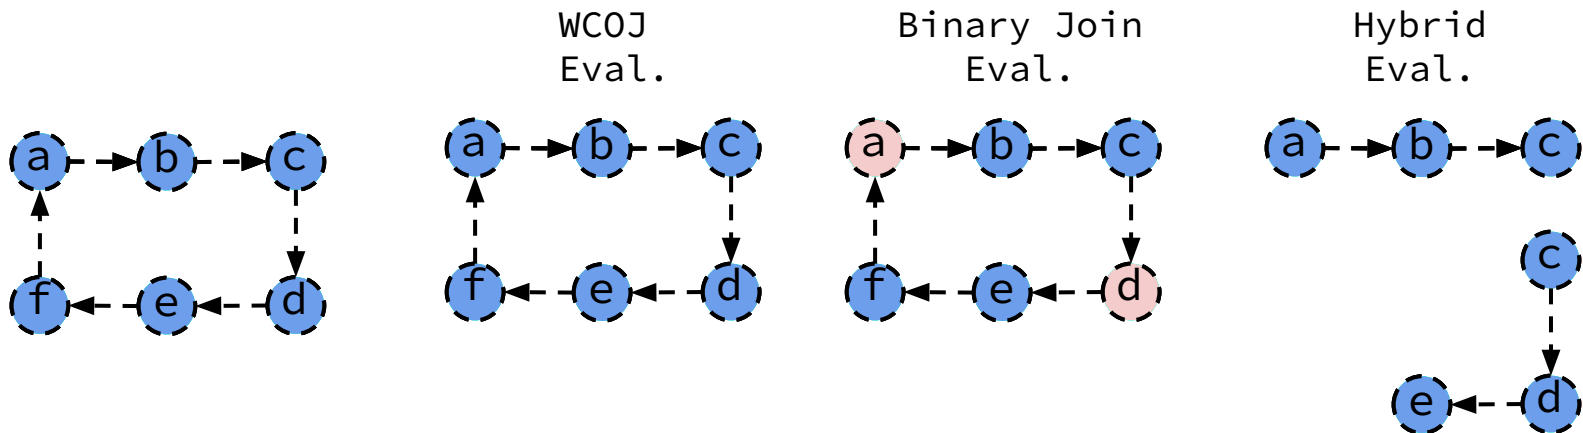 WCOJ
Eval.
Binary Join
Eval.
Hybrid
Eval.
a b c
f e d
a b c
f e d
a b c
f e d
a b c
c
e d